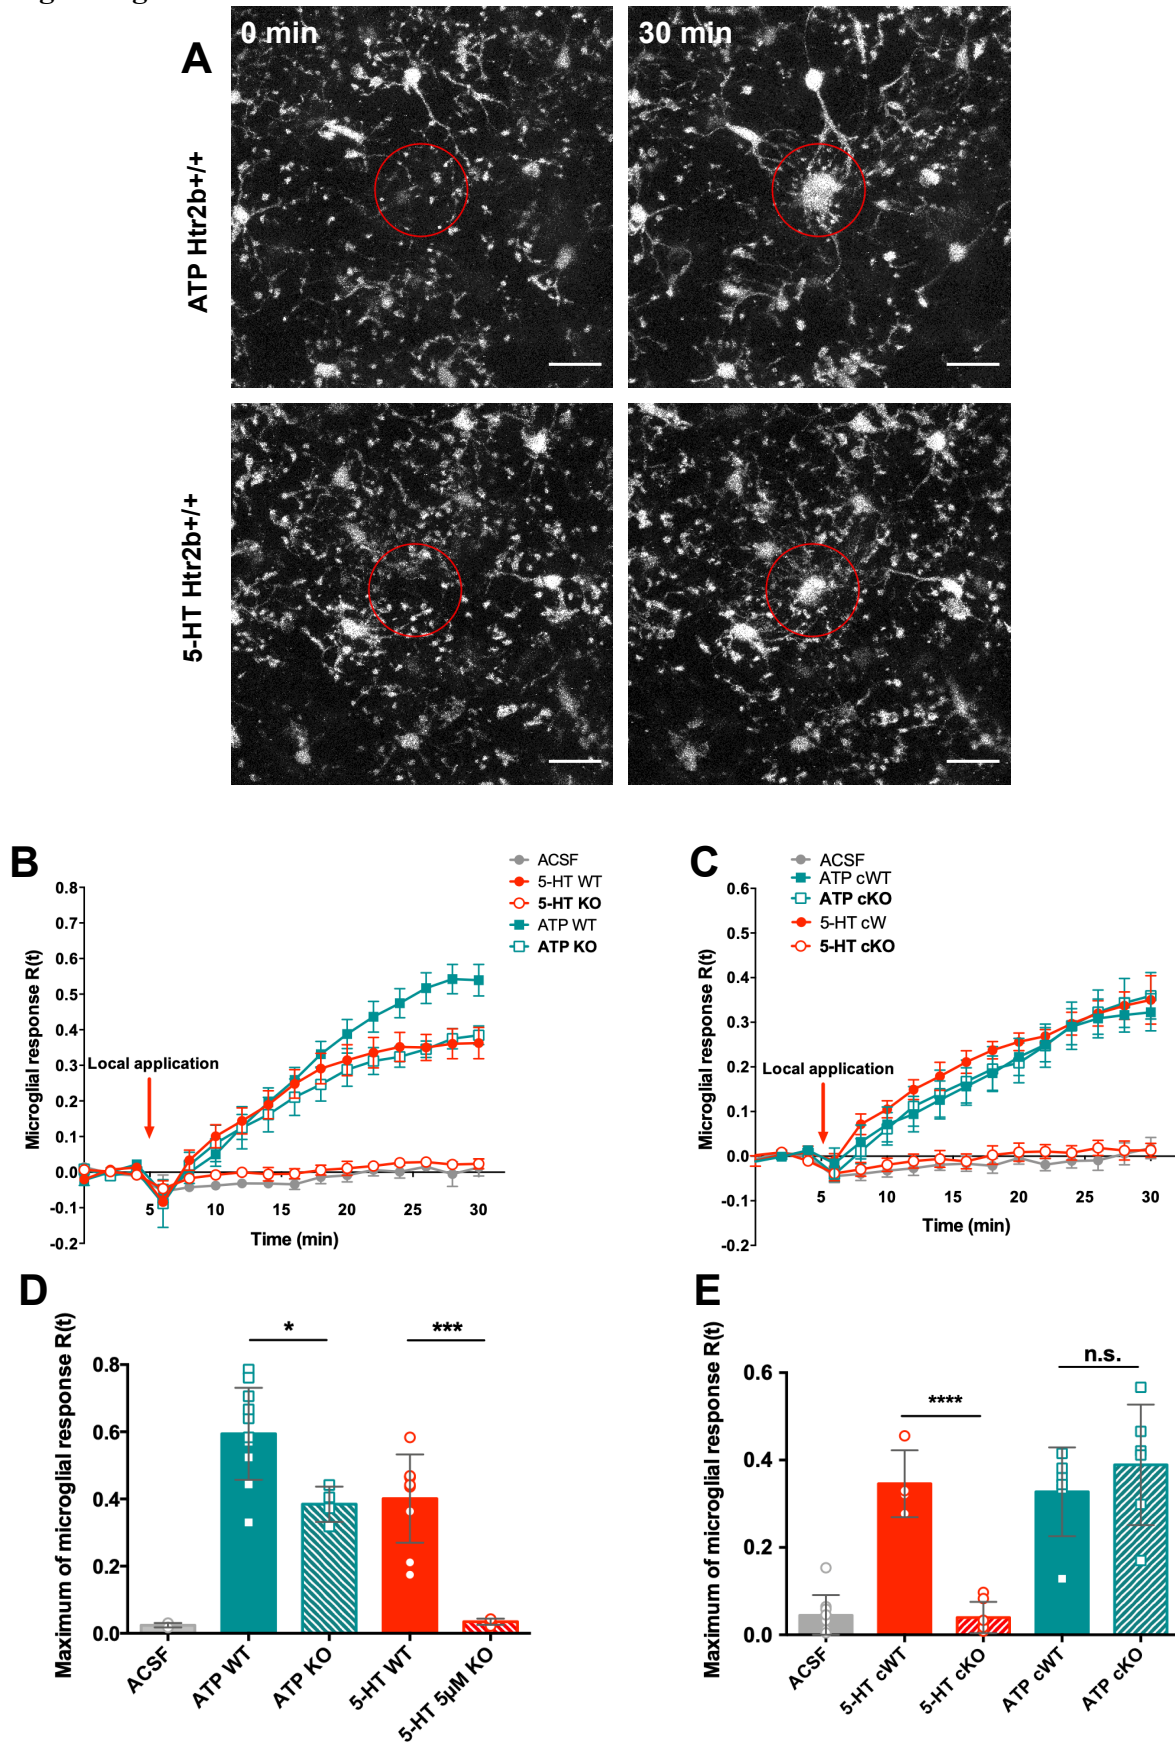 A
0 min
30 min
ATP Htr2b+/+
5-HT Htr2b+/+
B
ACSF
5-HT WT
5-HT KO
ATP WT
ATP KO
Microglial response R(t)
0.8
0.7
0.6
0.5
0.4
0.3
0.2
0.1
0.0
-0.1
-0.2
Local application
5
10
15
20
25
30
Time (min)
C
ACSF
ATP cWT
ATP cKO
5-HT cW
5-HT cKO
Microglial response R(t)
0.6
0.5
0.4
0.3
0.2
0.1
0.0
-0.1
-0.2
Local application
5
10
15
20
25
30
Time (min)
D
Maximum of microglial response R(t)
0.8
0.6
0.4
0.2
0.0
*
***
ACSF
ATP WT
ATP KO
5-HT WT
5-HT 5µM KO
E
Maximum of microglial response R(t)
0.6
0.4
0.2
0.0
****
n.s.
ACSF
5-HT cWT
5-HT cKO
ATP cWT
ATP cKO